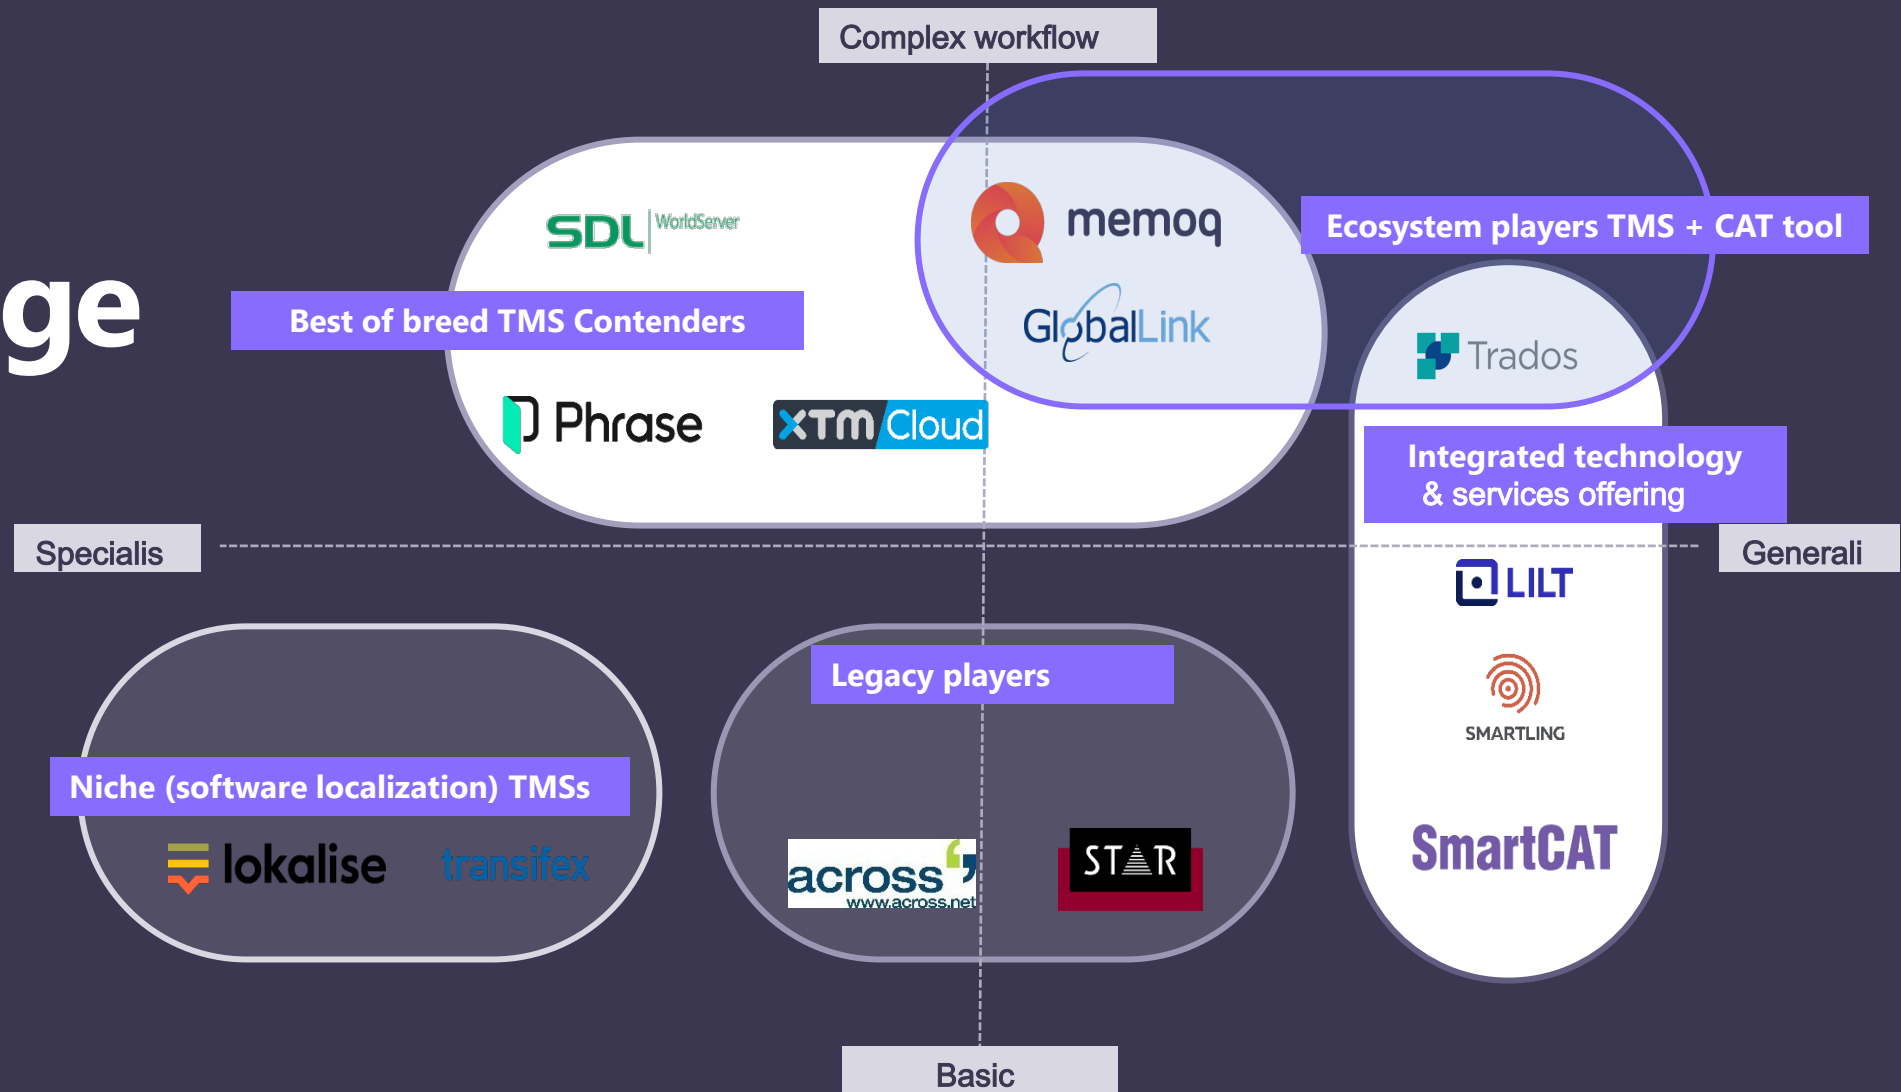 Complex workflow
SDL WorldServer
memoq
Ecosystem players TMS + CAT tool
ge
Best of breed TMS Contenders
GlobalLink
Trados
Phrase
XTM Cloud
Integrated technology
& services offering
Specialis
Generali
LILT
Legacy players
SMARTLING
Niche (software localization) TMSs
lokalise
transifex
across
www.across.net
STAR
SmartCAT
Basic